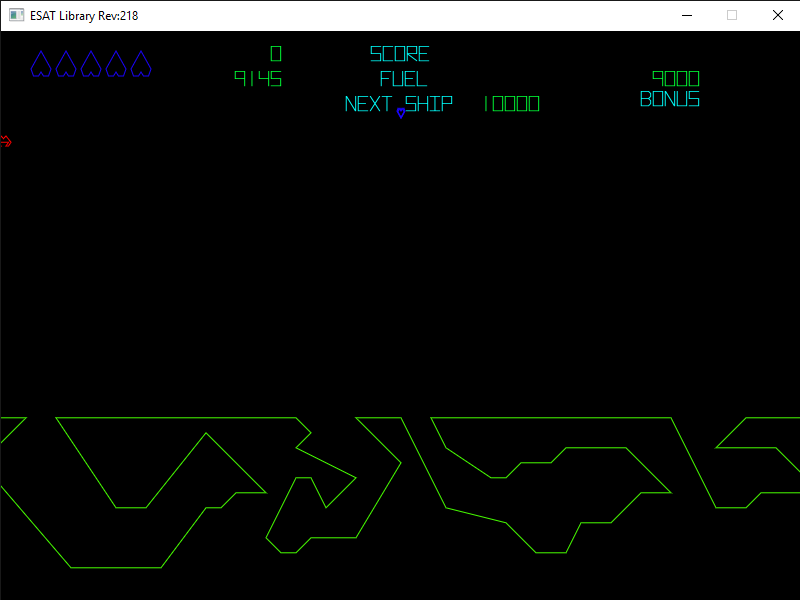 ESAT Library Rev:218
0 SCORE
9145 FUEL 9000
NEXT SHIP 10000 BONUS